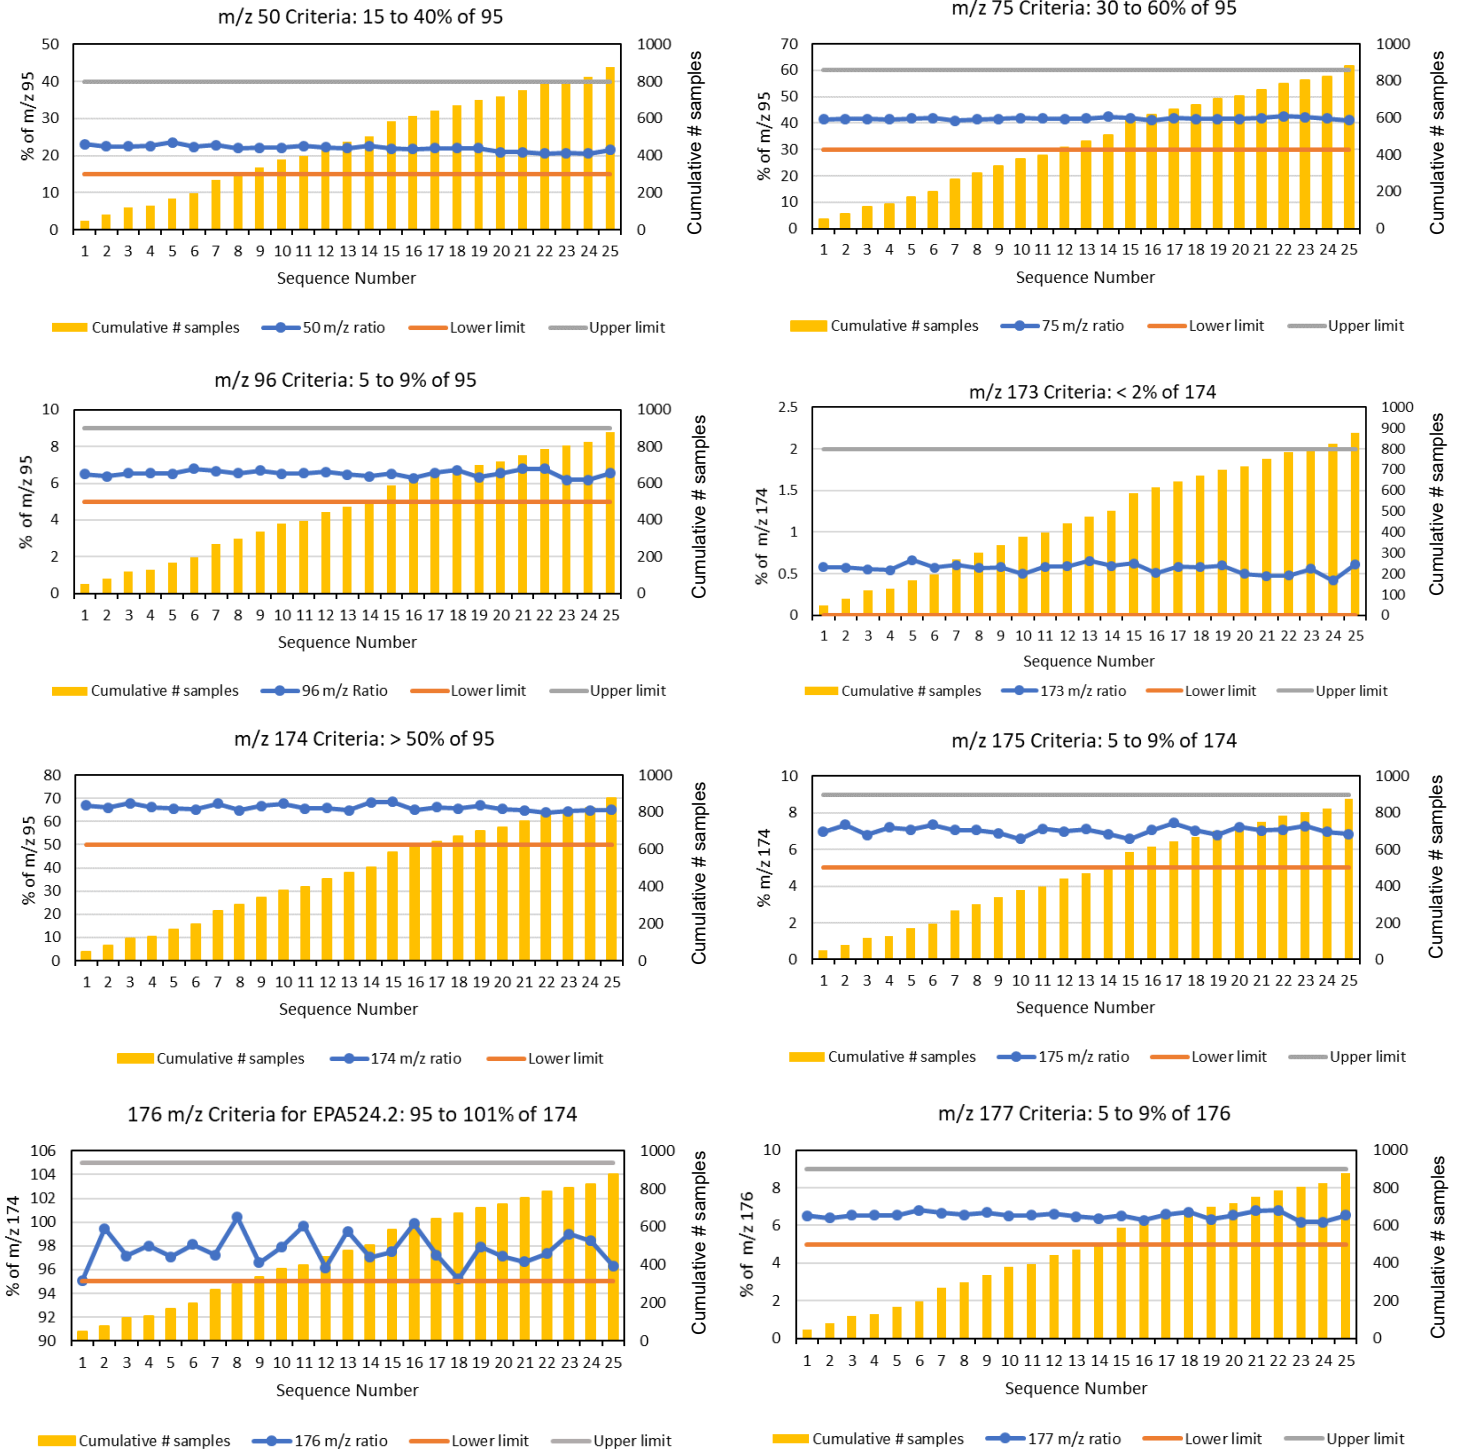 m/z 50 Criteria: 15 to 40% of 95
50
40
30
20
10
0
% of m/z 95
1000
800
600
400
200
0
Cumulative # samples
1 2 3 4 5 6 7 8 9 10 11 12 13 14 15 16 17 18 19 20 21 22 23 24 25
Sequence Number
Cumulative # samples 50 m/z ratio Lower limit Upper limit
m/z 75 Criteria: 30 to 60% of 95
70
60
50
40
30
20
10
0
% of m/z 95
1000
800
600
400
200
0
Cumulative # samples
1 2 3 4 5 6 7 8 9 10 11 12 13 14 15 16 17 18 19 20 21 22 23 24 25
Sequence Number
Cumulative # samples 75 m/z ratio Lower limit Upper limit
m/z 96 Criteria: 5 to 9% of 95
10
8
6
4
2
0
% of m/z 95
1000
800
600
400
200
0
Cumulative # samples
1 2 3 4 5 6 7 8 9 10 11 12 13 14 15 16 17 18 19 20 21 22 23 24 25
Sequence Number
Cumulative # samples 96 m/z Ratio Lower limit Upper limit
m/z 173 Criteria: < 2% of 174
2.5
2
1.5
1
0.5
0
% of m/z 174
1000
900
800
700
600
500
400
300
200
100
0
Cumulative # samples
1 2 3 4 5 6 7 8 9 10 11 12 13 14 15 16 17 18 19 20 21 22 23 24 25
Sequence Number
Cumulative # samples 173 m/z ratio Lower limit Upper limit
m/z 174 Criteria: > 50% of 95
80
70
60
50
40
30
20
10
0
% of m/z 95
1000
800
600
400
200
0
Cumulative # samples
1 2 3 4 5 6 7 8 9 10 11 12 13 14 15 16 17 18 19 20 21 22 23 24 25
Sequence Number
Cumulative # samples 174 m/z ratio Lower limit
m/z 175 Criteria: 5 to 9% of 174
10
8
6
4
2
0
% m/z 174
1000
800
600
400
200
0
Cumulative # samples
1 2 3 4 5 6 7 8 9 10 11 12 13 14 15 16 17 18 19 20 21 22 23 24 25
Sequence Number
Cumulative # samples 175 m/z ratio Lower limit Upper limit
176 m/z Criteria for EPA524.2: 95 to 101% of 174
106
104
102
100
98
96
94
92
90
% of m/z 174
1000
800
600
400
200
0
Cumulative # samples
1 2 3 4 5 6 7 8 9 10 11 12 13 14 15 16 17 18 19 20 21 22 23 24 25
Sequence Number
Cumulative # samples 176 m/z ratio Lower limit Upper limit
m/z 177 Criteria: 5 to 9% of 176
10
8
6
4
2
0
% of m/z 176
1000
800
600
400
200
0
Cumulative # samples
1 2 3 4 5 6 7 8 9 10 11 12 13 14 15 16 17 18 19 20 21 22 23 24 25
Sequence Number
Cumulative # samples 177 m/z ratio Lower limit Upper limit